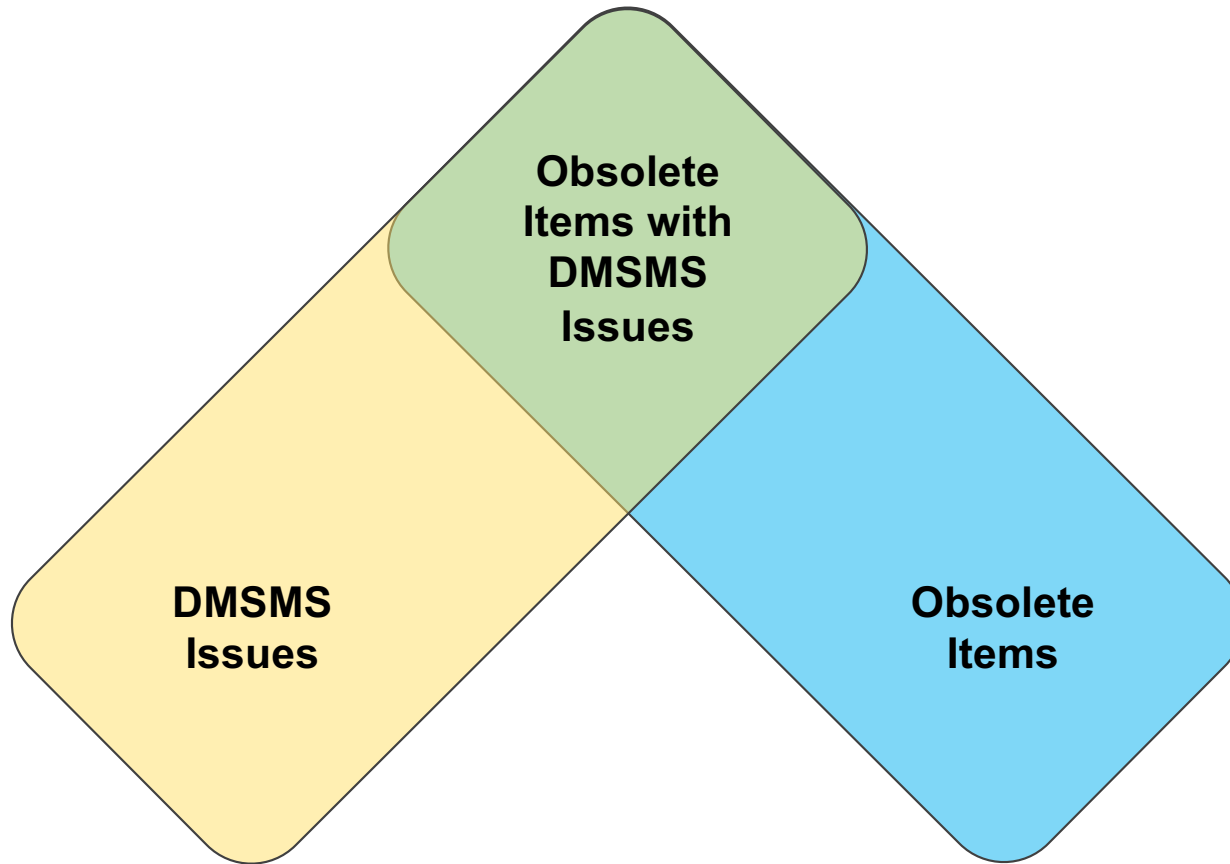 Obsolete
Items with
DMSMS
Issues
DMSMS
Issues
Obsolete
Items